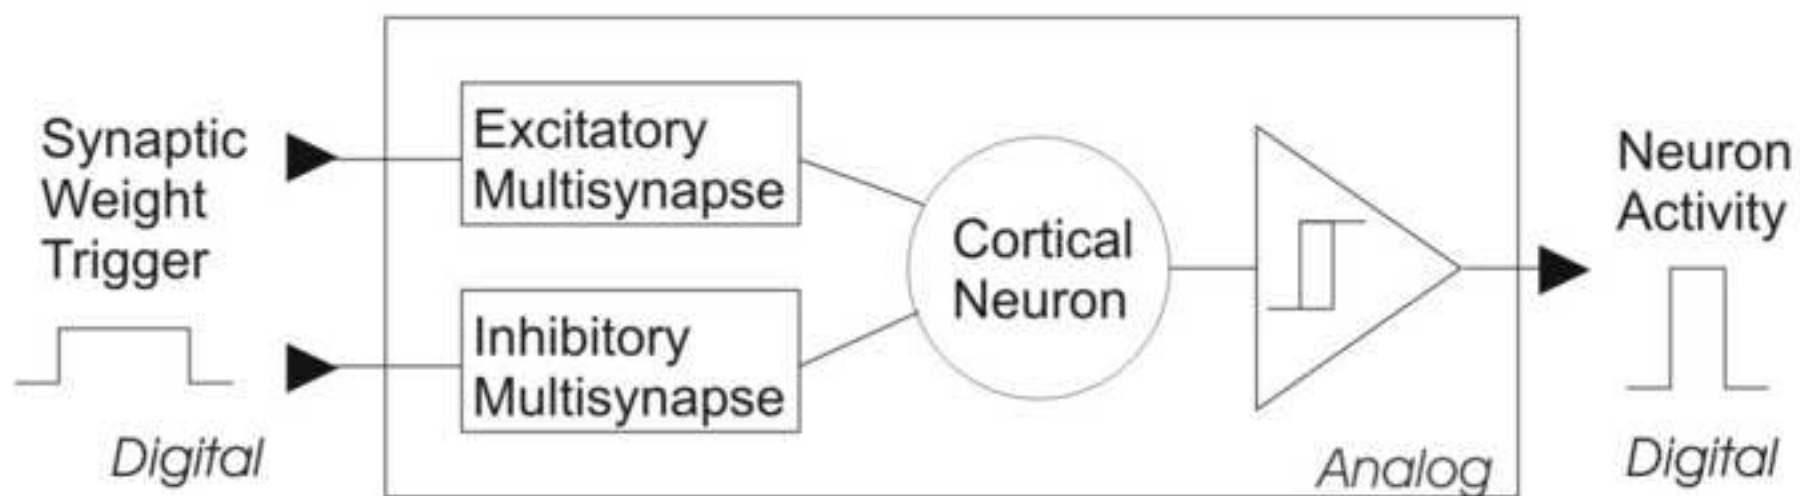 Synaptic
Weight
Trigger
Digital
Excitatory
Multisynapse
Inhibitory
Multisynapse
Cortical
Neuron
Analog
Neuron
Activity
Digital